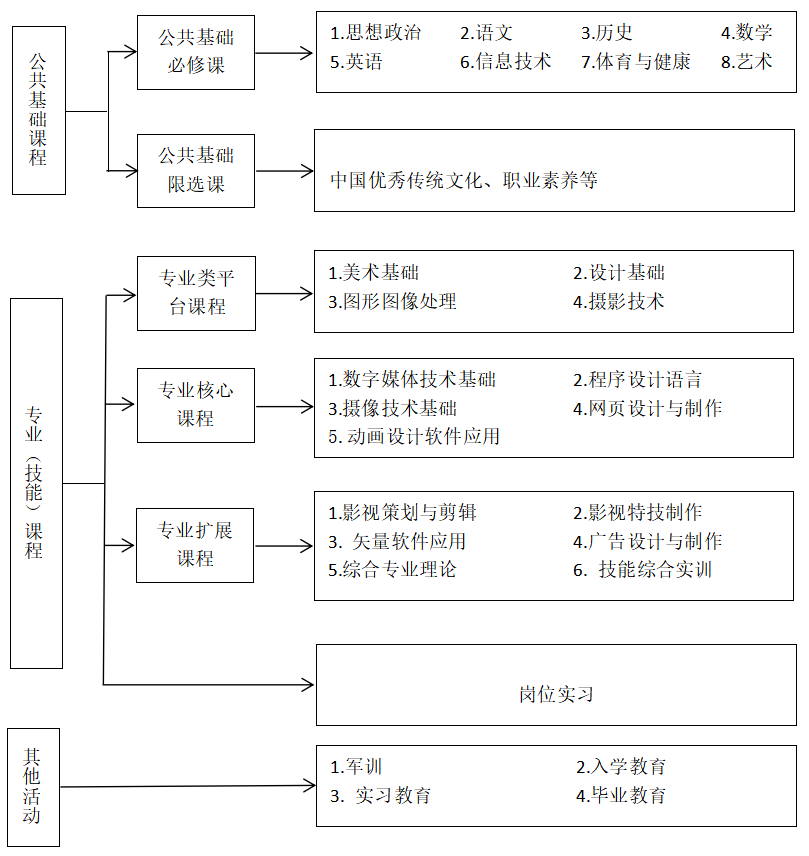 公共基础课程
公共基础
必修课
1.思想政治 2.语文 3.历史 4.数学
5.英语 6.信息技术 7.体育与健康 8.艺术
公共基础
限选课
中国优秀传统文化、职业素养等
专业（技能）课程
专业类平
台课程
1.美术基础 2.设计基础
3.图形图像处理 4.摄影技术
专业核心
课程
1.数字媒体技术基础 2.程序设计语言
3.摄像技术基础 4.网页设计与制作
5. 动画设计软件应用
专业扩展
课程
1.影视策划与剪辑 2.影视特技制作
3. 矢量软件应用 4.广告设计与制作
5.综合专业理论 6. 技能综合实训
岗位实习
其他活动
1.军训 2.入学教育
3. 实习教育 4.毕业教育